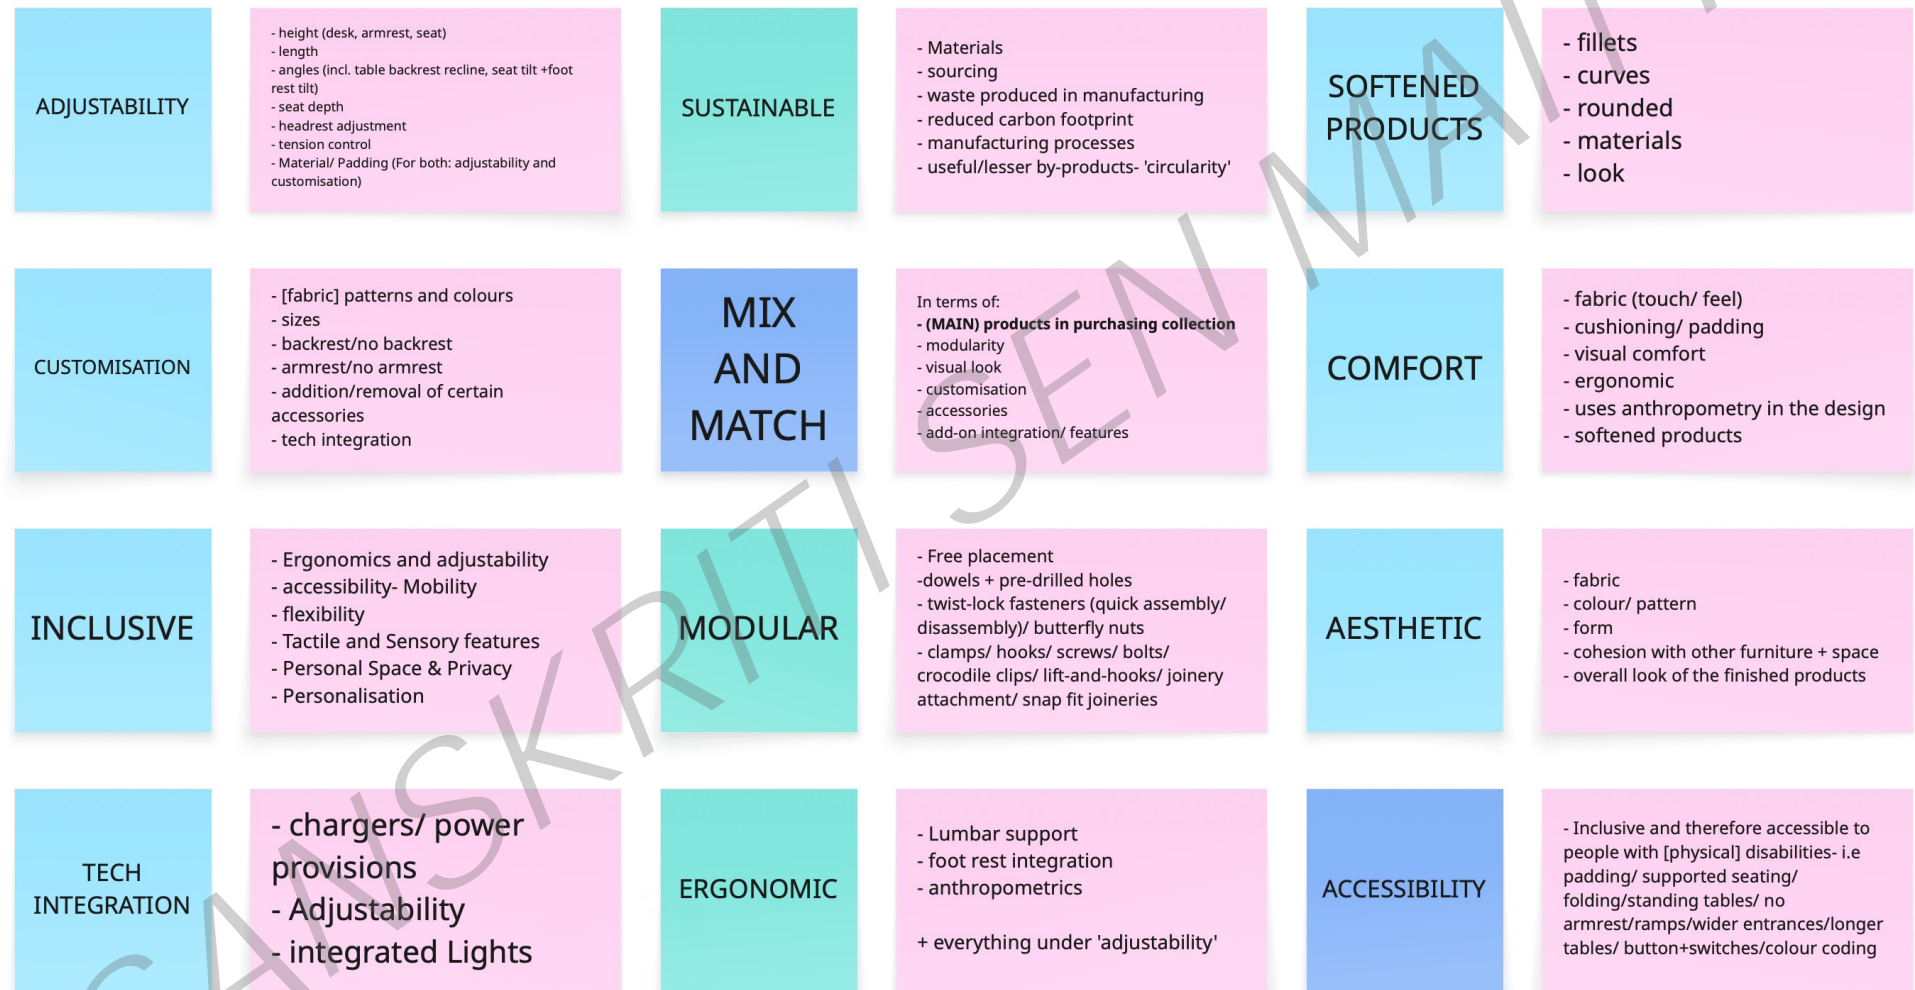 ADJUSTABILITY
- height (desk, armrest, seat)
- length
- angles (incl. table backrest recline, seat tilt +foot
rest tilt)
- seat depth
- headrest adjustment
- tension control
- Material/ Padding (For both: adjustability and
customisation)
SUSTAINABLE
- Materials
- sourcing
- waste produced in manufacturing
- reduced carbon footprint
- manufacturing processes
- useful/lesser by-products- 'circularity'
SOFTENED
PRODUCTS
- fillets
- curves
- rounded
- materials
- look
CUSTOMISATION
- [fabric] patterns and colours
- sizes
- backrest/no backrest
- armrest/no armrest
- addition/removal of certain
accessories
- tech integration
MIX
AND
MATCH
In terms of:
- (MAIN) products in purchasing collection
- modularity
- visual look
- customisation
- accessories
- add-on integration/ features
COMFORT
- fabric (touch/ feel)
- cushioning/ padding
- visual comfort
- ergonomic
- uses anthropometry in the design
- softened products
INCLUSIVE
- Ergonomics and adjustability
- accessibility- Mobility
- flexibility
- Tactile and Sensory features
- Personal Space & Privacy
- Personalisation
MODULAR
- Free placement
-dowels + pre-drilled holes
- twist-lock fasteners (quick assembly/
disassembly)/ butterfly nuts
- clamps/ hooks/ screws/ bolts/
crocodile clips/ lift-and-hooks/ joinery
attachment/ snap fit joineries
AESTHETIC
- fabric
- colour/ pattern
- form
- cohesion with other furniture + space
- overall look of the finished products
TECH
INTEGRATION
- chargers/ power
provisions
- Adjustability
- integrated Lights
ERGONOMIC
- Lumbar support
- foot rest integration
- anthropometrics
+ everything under 'adjustability'
ACCESSIBILITY
- Inclusive and therefore accessible to
people with [physical] disabilities- i.e
padding/ supported seating/
folding/standing tables/ no
armrest/ramps/wider entrances/longer
tables/ button+switches/colour coding
SANSKRITI SEN